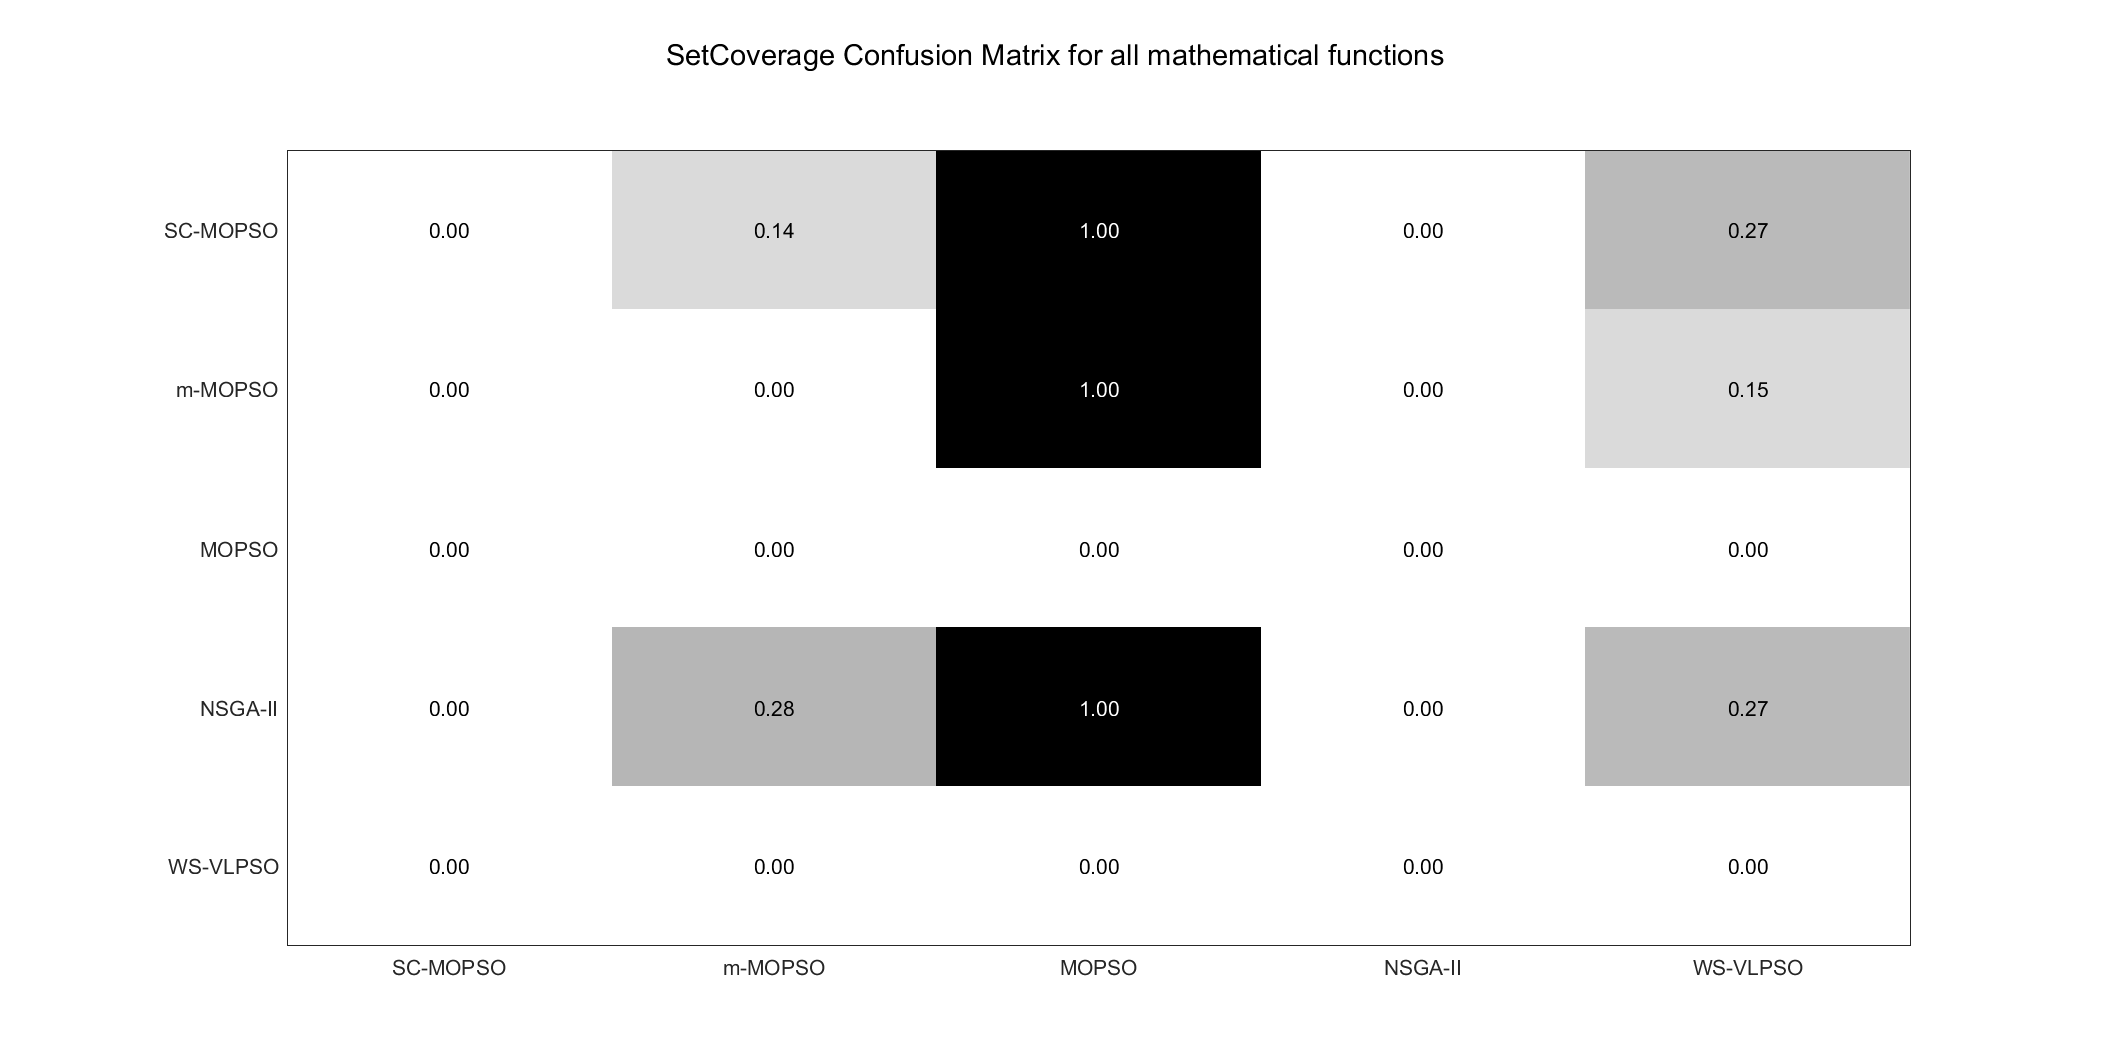 SetCoverage Confusion Matrix for all mathematical functions
SC-MOPSO 0.00 0.14 1.00 0.00 0.27
m-MOPSO 0.00 0.00 1.00 0.00 0.15
MOPSO 0.00 0.00 0.00 0.00 0.00
NSGA-II 0.00 0.28 1.00 0.00 0.27
WS-VLPSO 0.00 0.00 0.00 0.00 0.00
SC-MOPSO m-MOPSO MOPSO NSGA-II WS-VLPSO